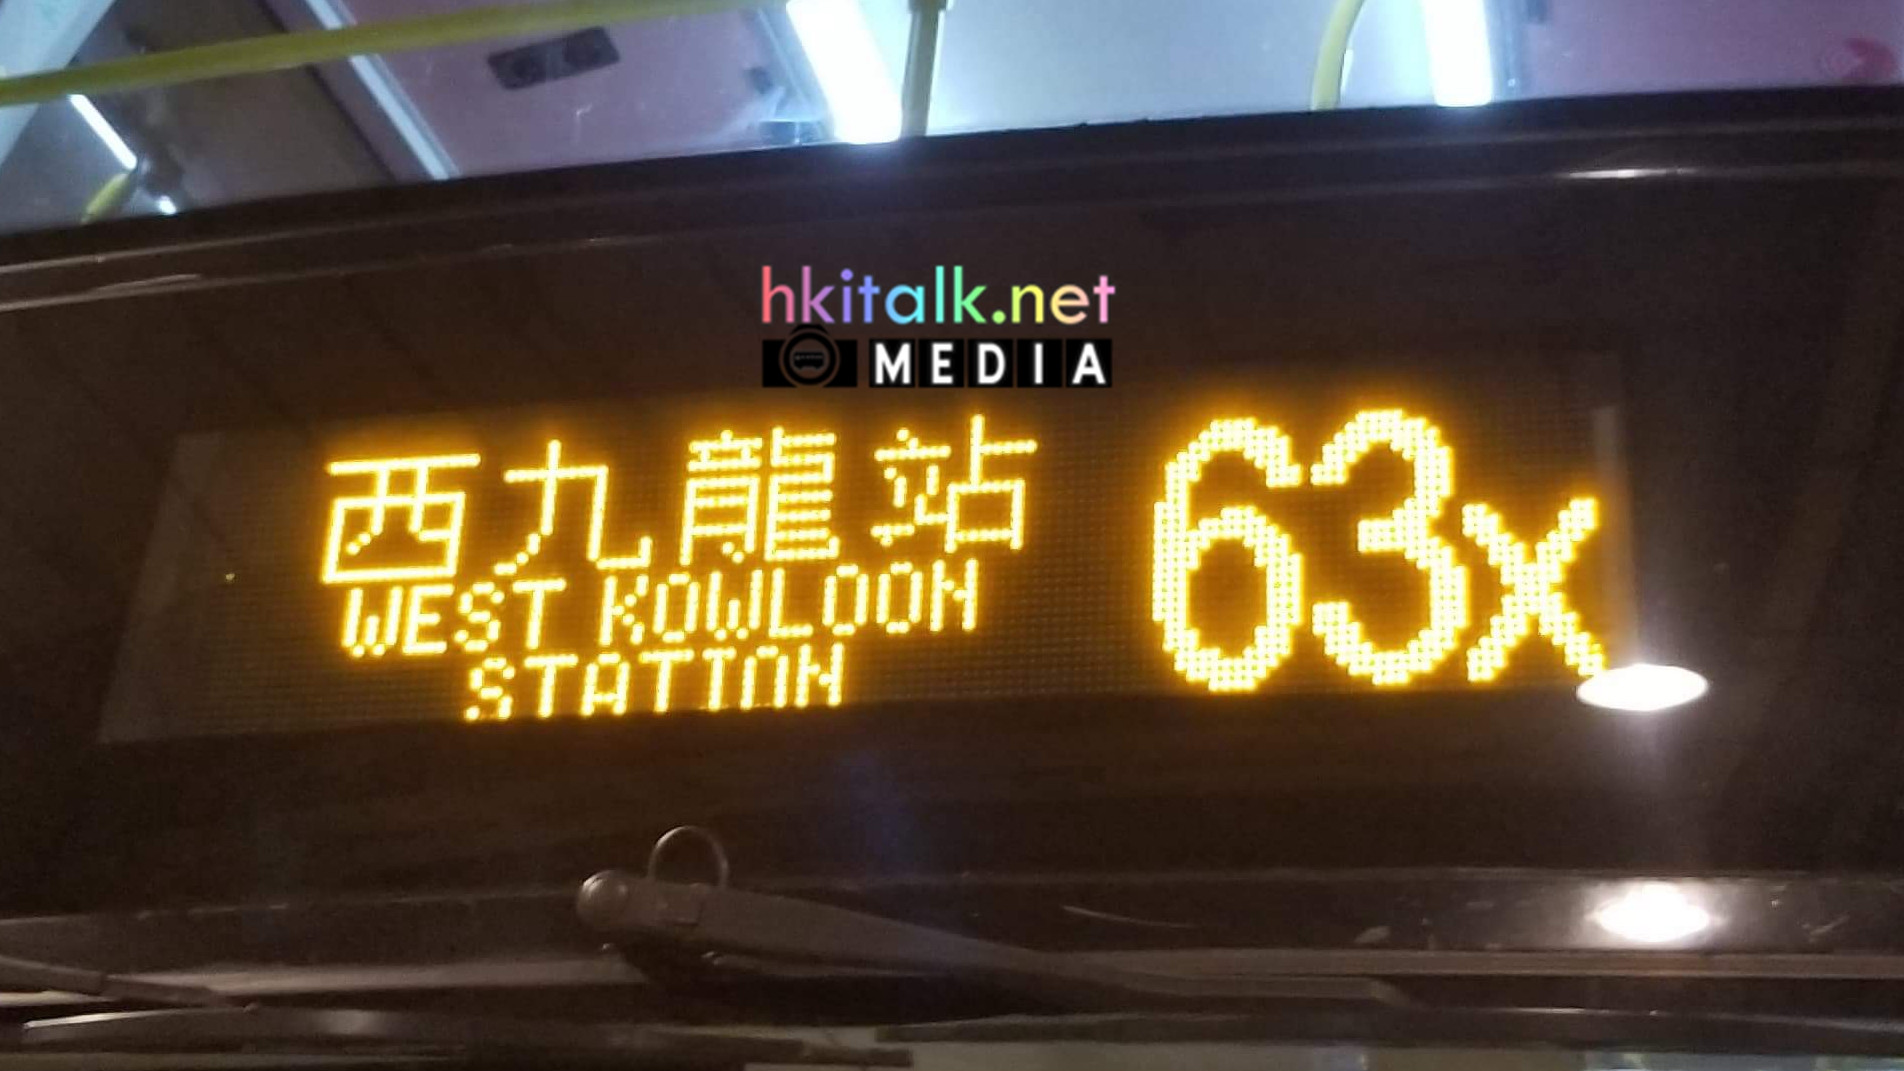 hkitalk.net
MEDIA
西九龍站 63x
WEST KOWLOON
STATION